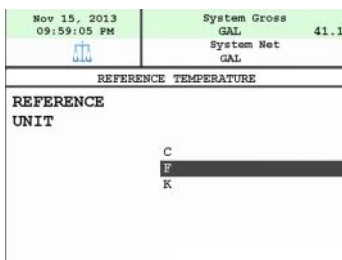 Nov 15, 2013
09:59:05 PM
System Gross
GAL 41.1
System Net
GAL
REFERENCE TEMPERATURE
REFERENCE
UNIT
C
F
K